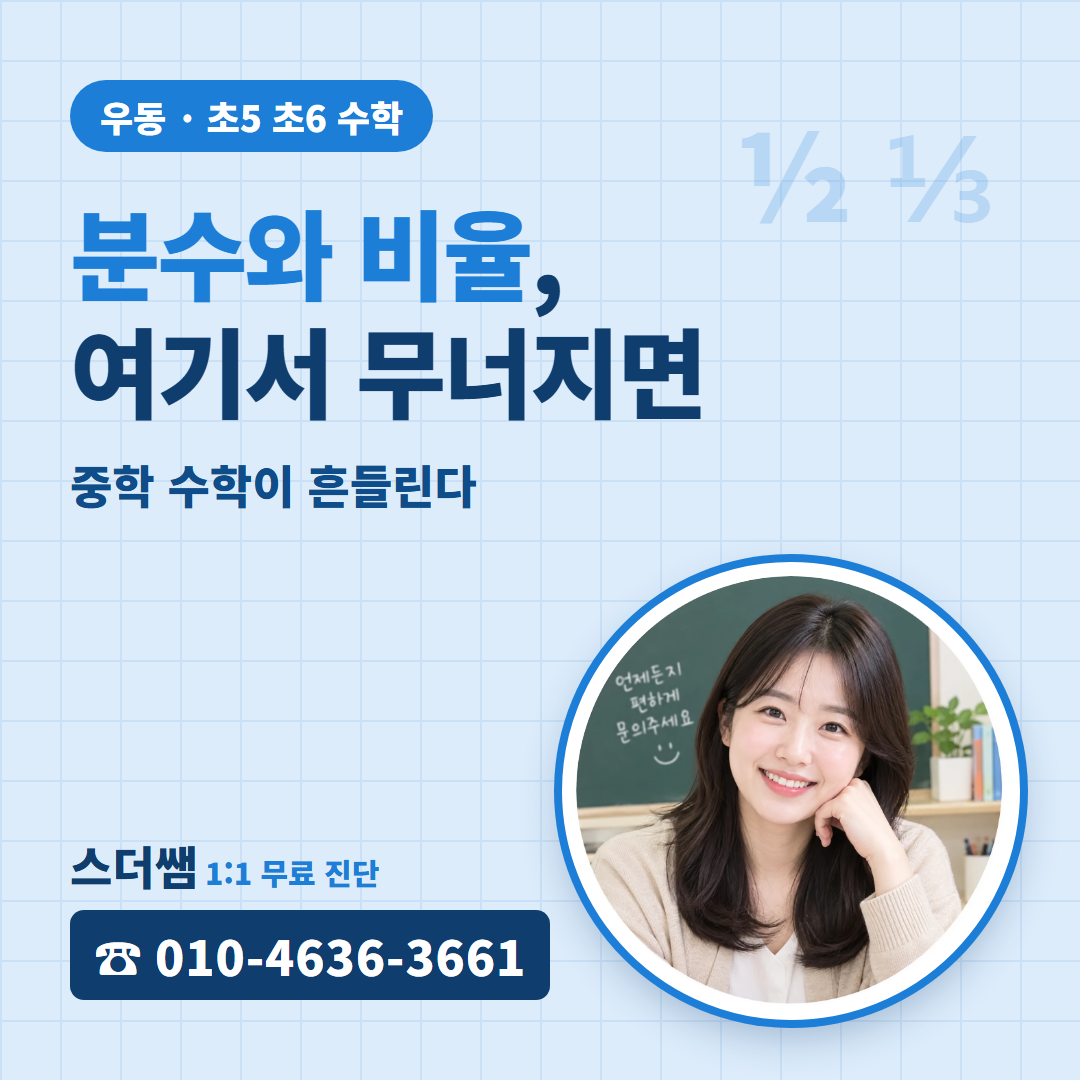 우동 · 초5 초6 수학
½ ⅓
분수와 비율,
여기서 무너지면
중학 수학이 흔들린다
언제든지
편하게
문의주세요
스더쌤 1:1 무료 진단
☎ 010-4636-3661